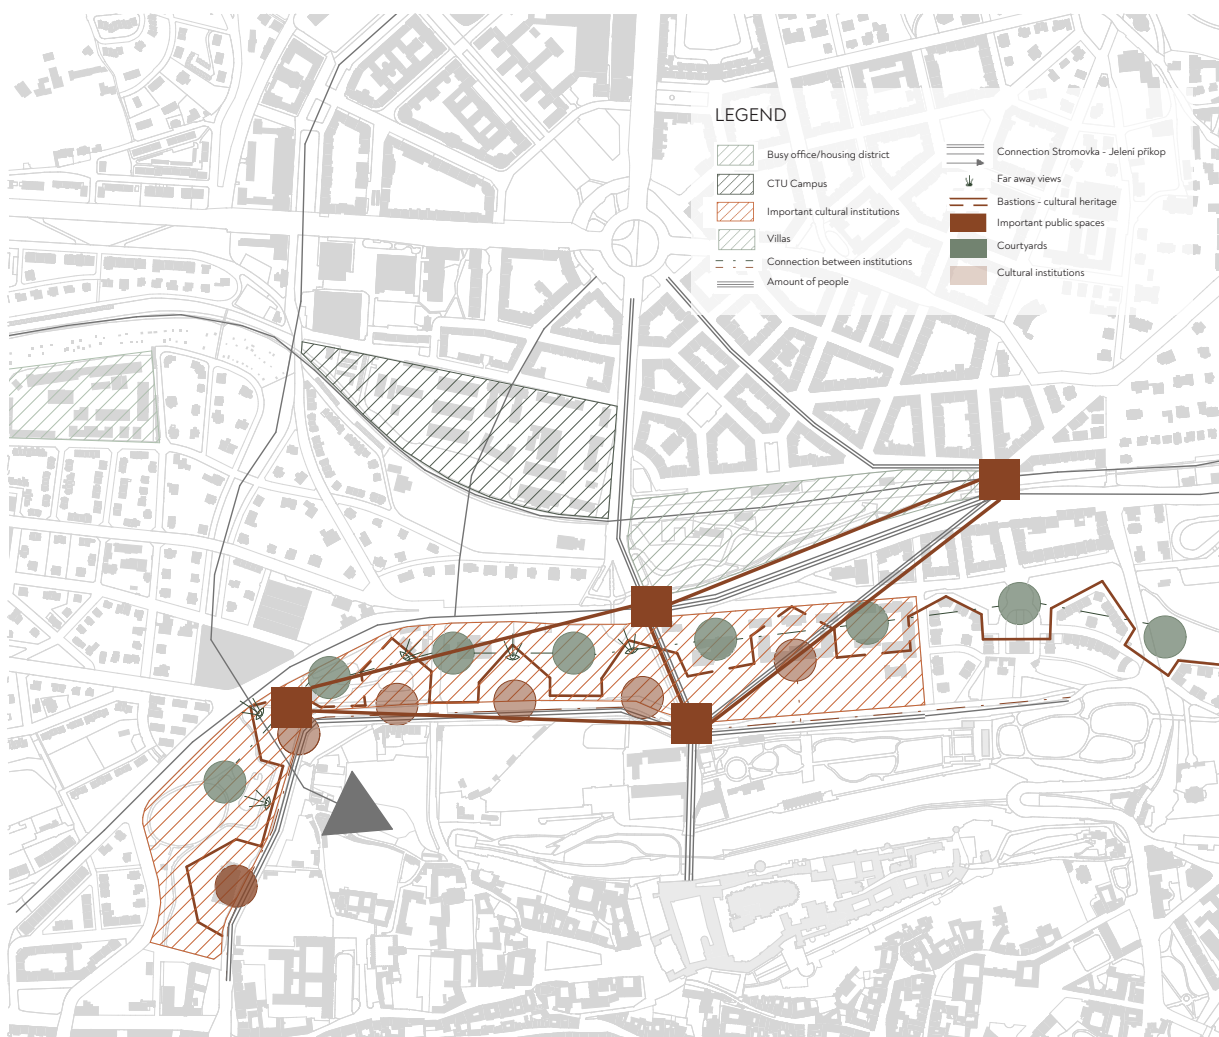 LEGEND
Busy office/housing district
CTU Campus
Important cultural institutions
Villas
Connection between institutions
Amount of people
Connection Stromovka - Jelení příkop
Far away views
Bastions - cultural heritage
Important public spaces
Courtyards
Cultural institutions